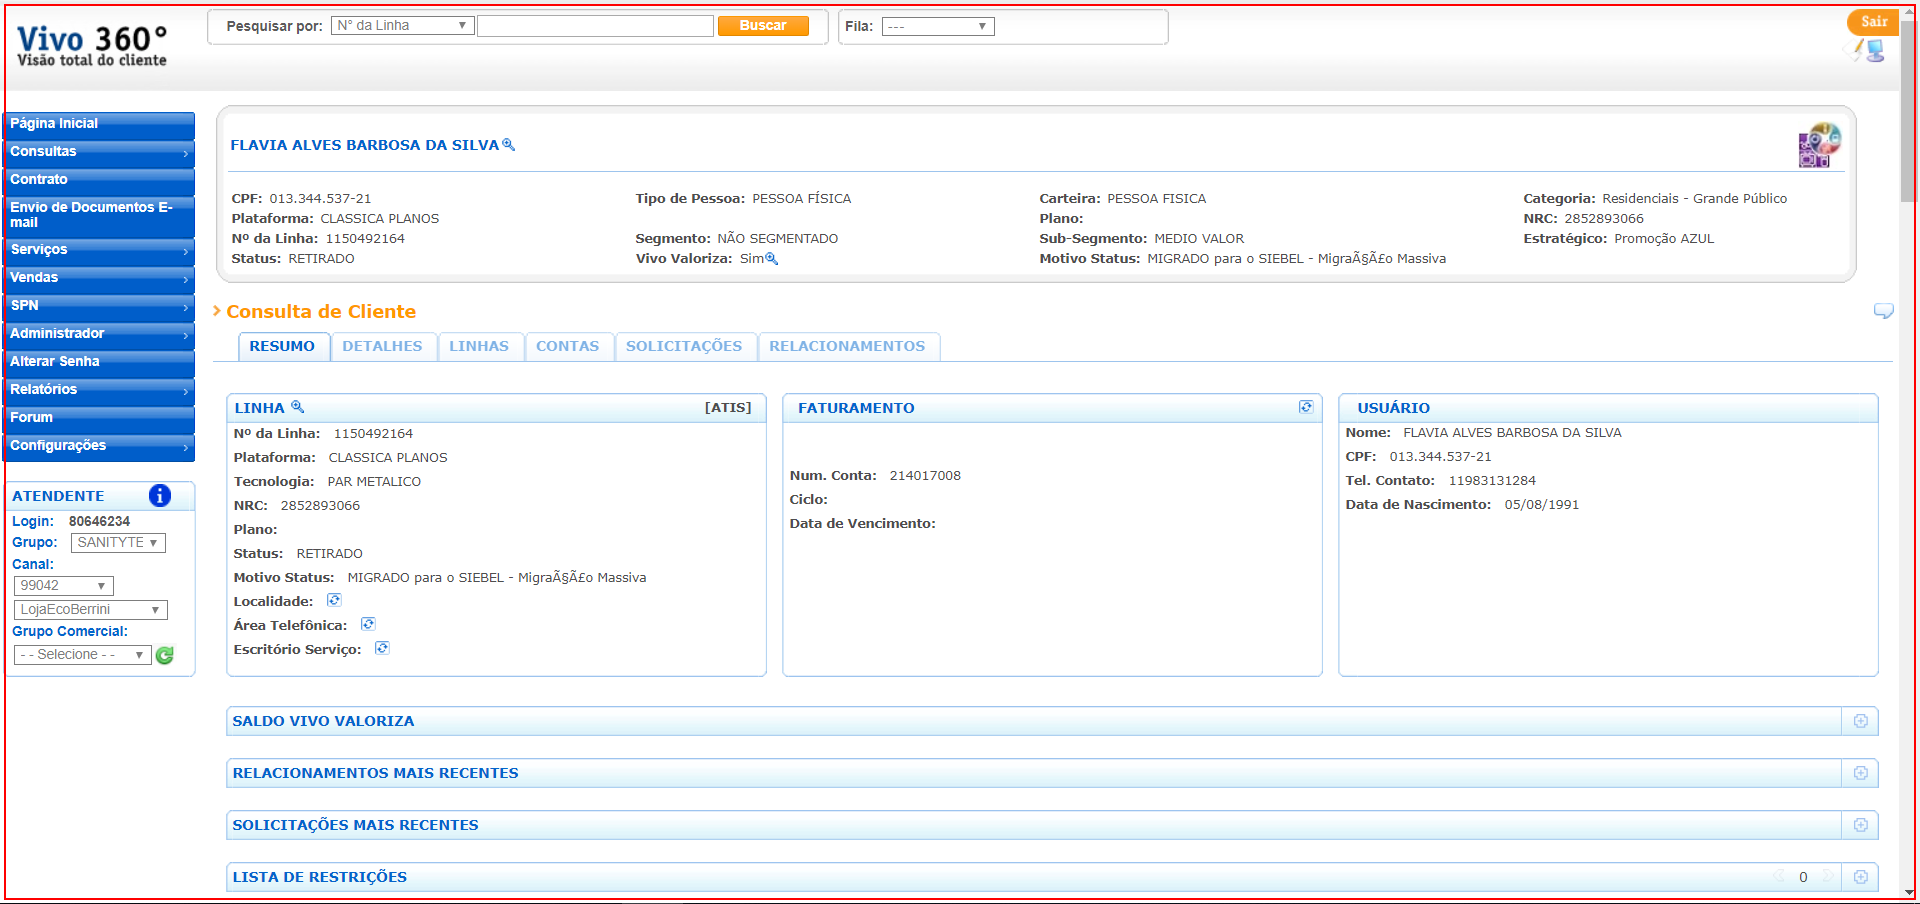 Vivo 360°
Visão total do cliente
Pesquisar por: N° da Linha Buscar
Fila: ---
Sair
Página Inicial
Consultas
Contrato
Envio de Documentos E-
mail
Serviços
Vendas
SPN
Administrador
Alterar Senha
Relatórios
Forum
Configurações
ATENDENTE
Login: 80646234
Grupo: SANITYTE
Canal:
99042
LojaEcoBerrini
Grupo Comercial:
- - Selecione - -
FLAVIA ALVES BARBOSA DA SILVA
CPF: 013.344.537-21 Tipo de Pessoa: PESSOA FÍSICA Carteira: PESSOA FISICA Categoria: Residenciais - Grande Público
Plataforma: CLASSICA PLANOS Plano: NRC: 2852893066
Nº da Linha: 1150492164 Segmento: NÃO SEGMENTADO Sub-Segmento: MEDIO VALOR Estratégico: Promoção AZUL
Status: RETIRADO Vivo Valoriza: Sim Motivo Status: MIGRADO para o SIEBEL - MigraÃ§Ã£o Massiva
Consulta de Cliente
RESUMO DETALHES LINHAS CONTAS SOLICITAÇÕES RELACIONAMENTOS
LINHA [ATIS]
Nº da Linha: 1150492164
Plataforma: CLASSICA PLANOS
Tecnologia: PAR METALICO
NRC: 2852893066
Plano:
Status: RETIRADO
Motivo Status: MIGRADO para o SIEBEL - MigraÃ§Ã£o Massiva
Localidade:
Área Telefônica:
Escritório Serviço:
FATURAMENTO
Num. Conta: 214017008
Ciclo:
Data de Vencimento:
USUÁRIO
Nome: FLAVIA ALVES BARBOSA DA SILVA
CPF: 013.344.537-21
Tel. Contato: 11983131284
Data de Nascimento: 05/08/1991
SALDO VIVO VALORIZA
RELACIONAMENTOS MAIS RECENTES
SOLICITAÇÕES MAIS RECENTES
LISTA DE RESTRIÇÕES 0